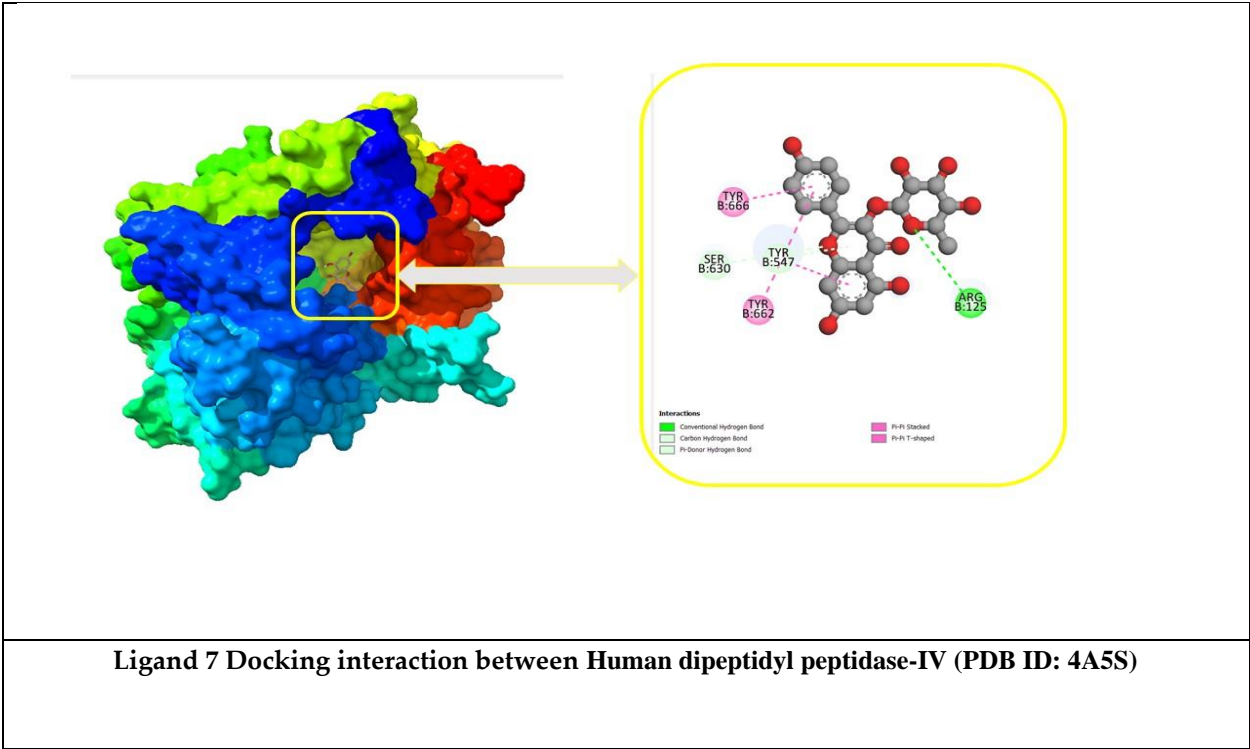 TYR
B:666
SER
B:630
TYR
B:547
TYR
B:662
ARG
B:125
Interactions
Conventional Hydrogen Bond
Carbon Hydrogen Bond
Pi-Donor Hydrogen Bond
Pi-Pi Stacked
Pi-Pi T-shaped
Ligand 7 Docking interaction between Human dipeptidyl peptidase-IV (PDB ID: 4A5S)